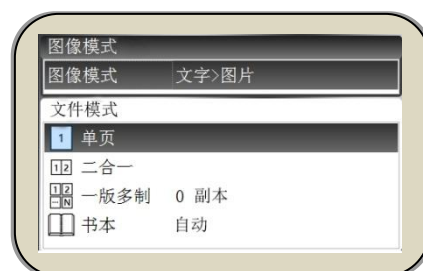 图像模式
图像模式 文字>图片
文件模式
1 单页
12 二合一
12-N 一版多制 0 副本
书本 自动